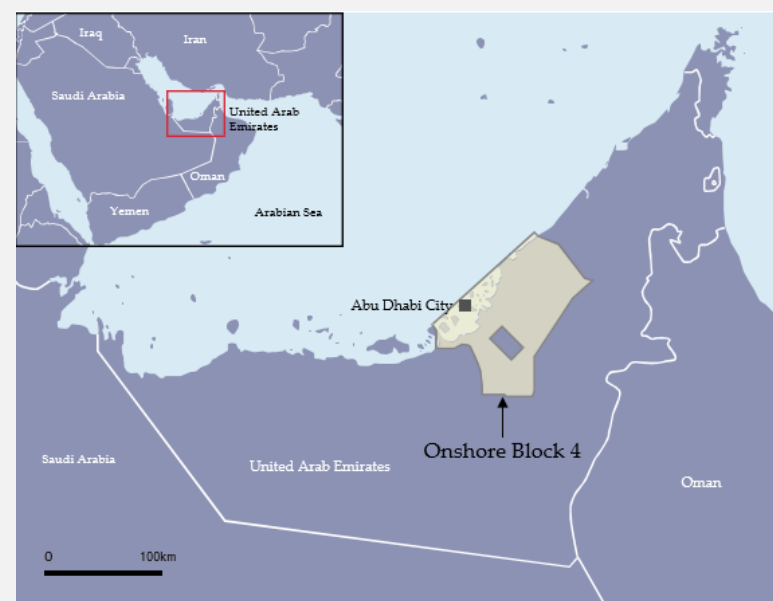 Iraq
Iran
Saudi Arabia
United Arab
Emirates
Oman
Yemen
Arabian Sea
Abu Dhabi City
Onshore Block 4
Saudi Arabia
United Arab Emirates
Oman
0
100km